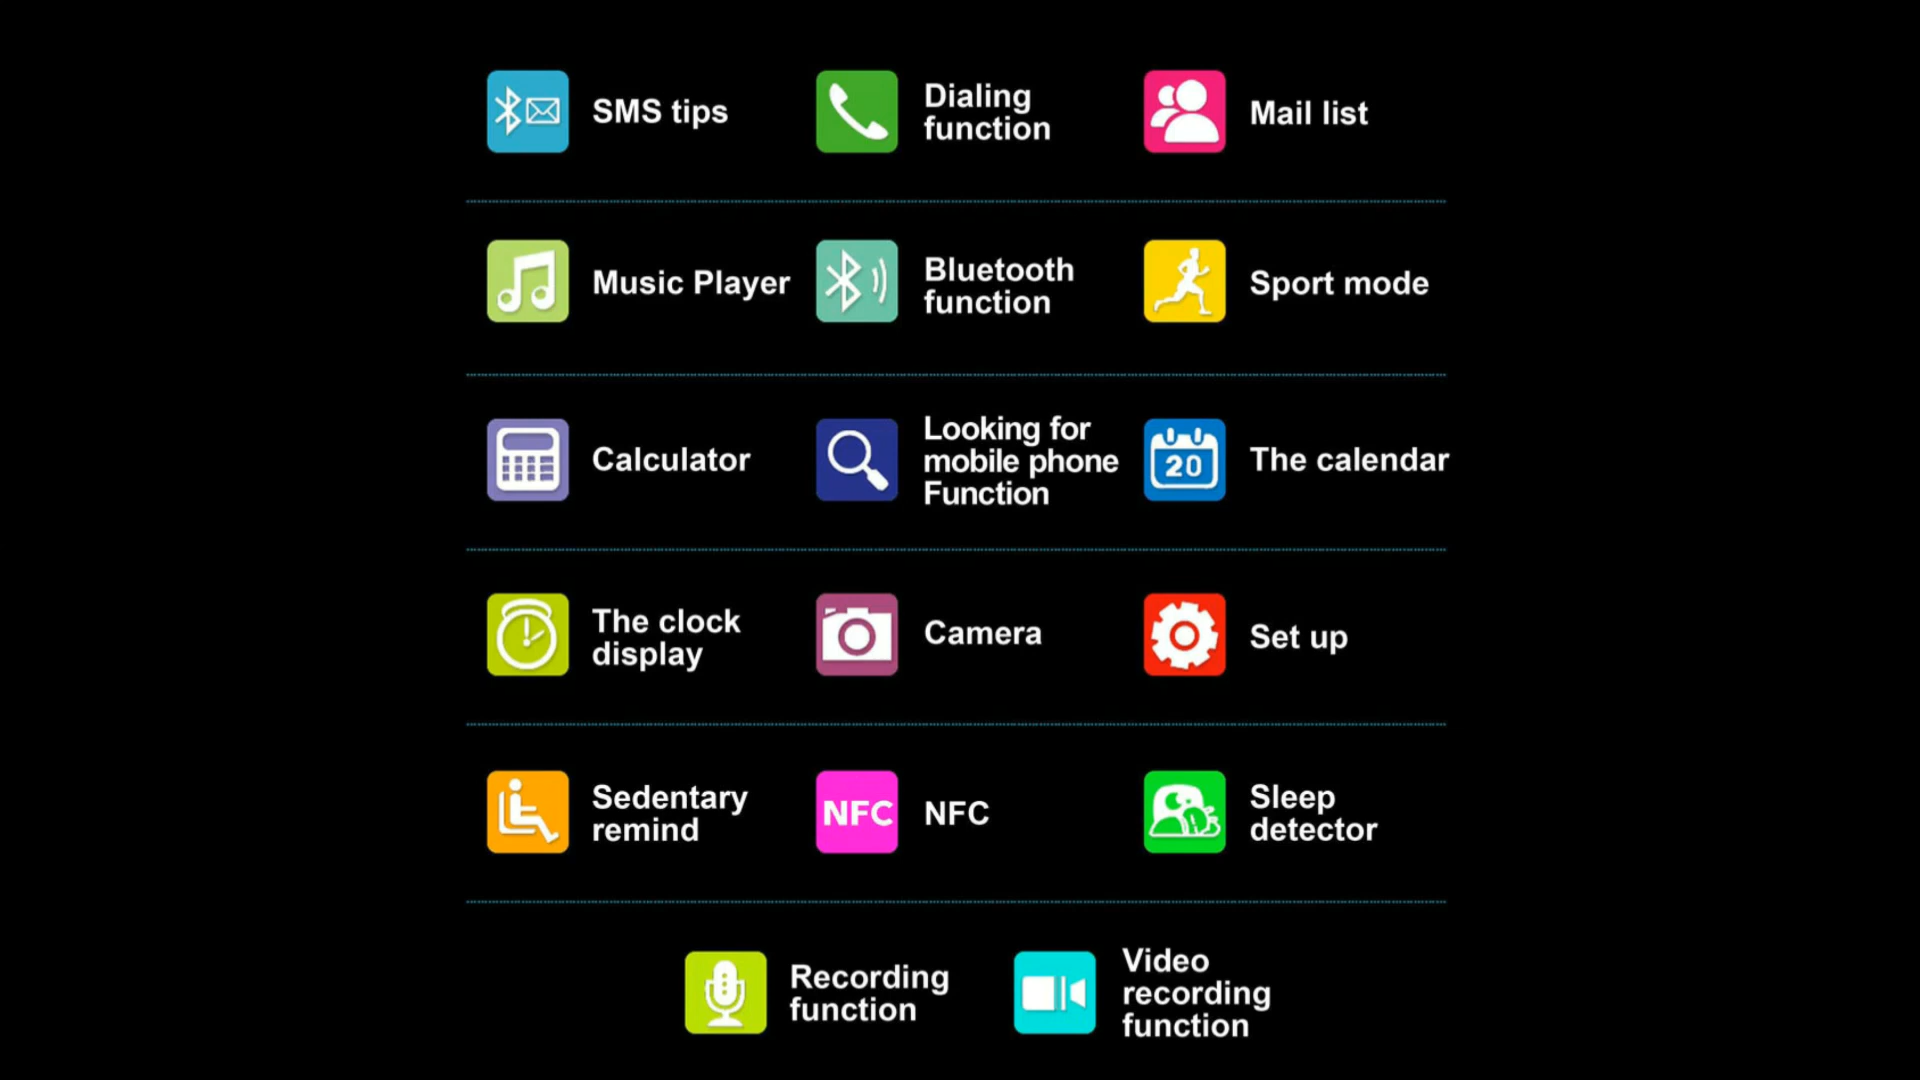 SMS tips
Dialing
function
Mail list
Music Player
Bluetooth
function
Sport mode
Calculator
Looking for
mobile phone
Function
20
The calendar
The clock
display
Camera
Set up
Sedentary
remind
NFC
NFC
Sleep
detector
Recording
function
Video
recording
function